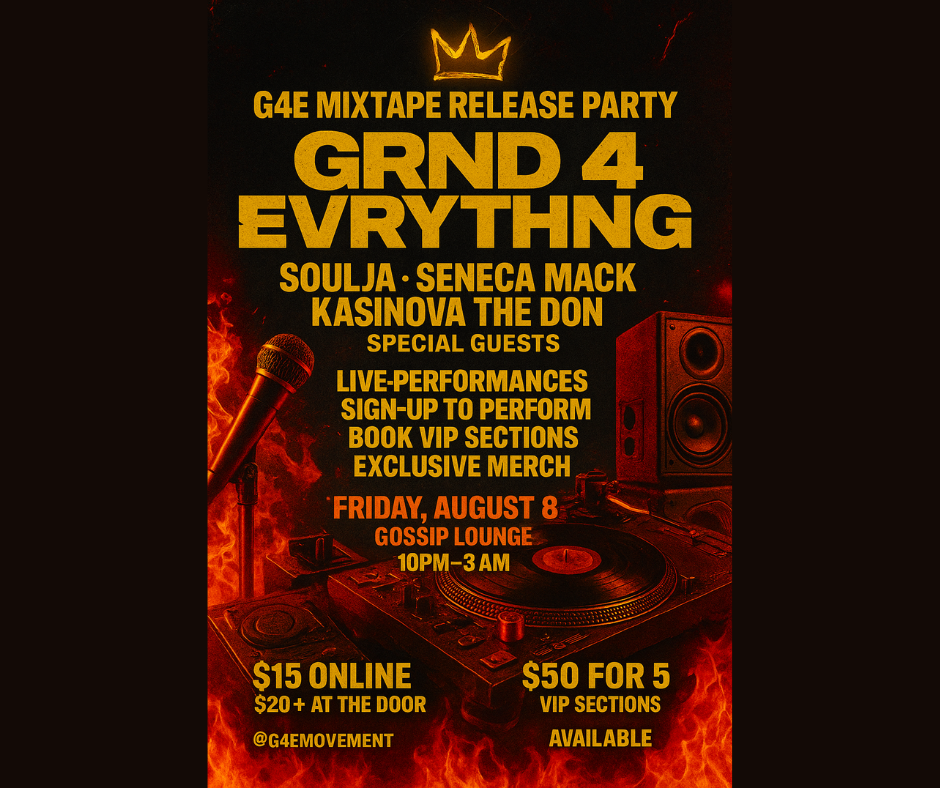 G4E MIXTAPE RELEASE PARTY
GRND 4
EVRYTHNG
SOULJA · SENECA MACK
KASINOVA THE DON
SPECIAL GUESTS
LIVE-PERFORMANCES
SIGN-UP TO PERFORM
BOOK VIP SECTIONS
EXCLUSIVE MERCH
FRIDAY, AUGUST 8
GOSSIP LOUNGE
10PM–3 AM
$15 ONLINE
$20+ AT THE DOOR
@G4EMOVEMENT
$50 FOR 5
VIP SECTIONS
AVAILABLE